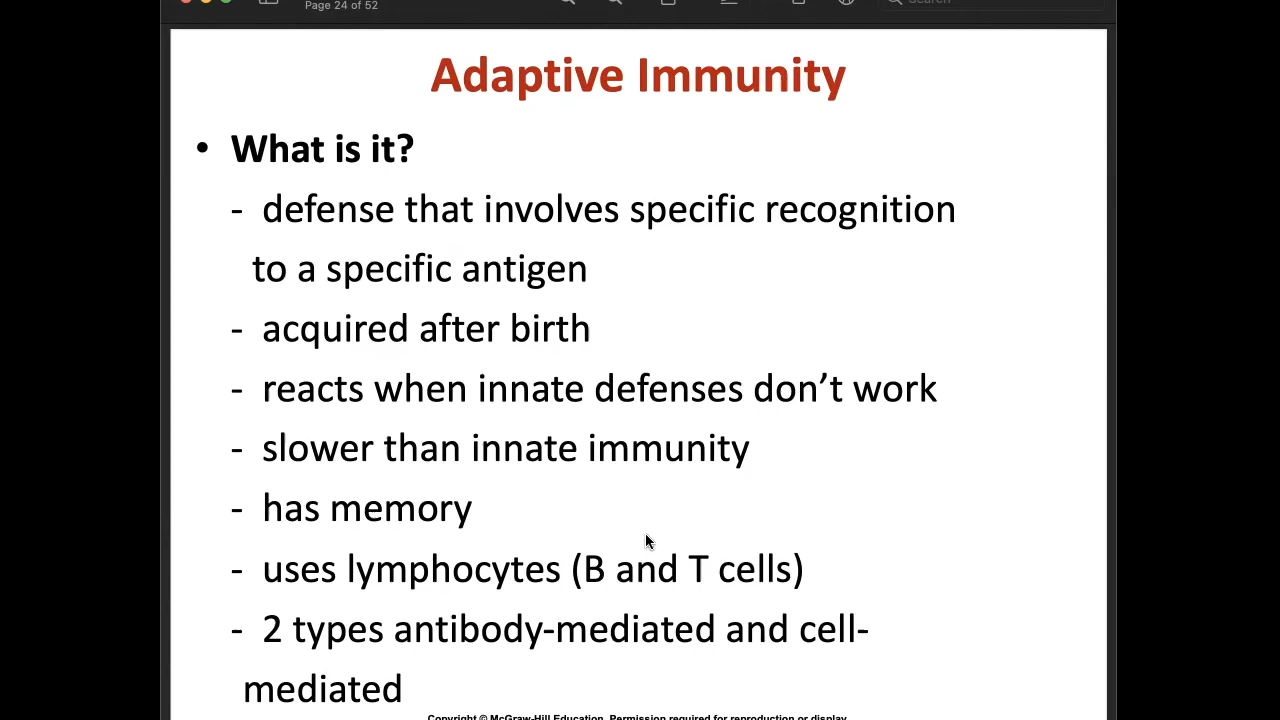 Page 24 of 52
Search
Adaptive Immunity
• What is it?
- defense that involves specific recognition
to a specific antigen
- acquired after birth
- reacts when innate defenses don’t work
- slower than innate immunity
- has memory
- uses lymphocytes (B and T cells)
- 2 types antibody-mediated and cell-
mediated
Copyright © McGraw-Hill Education. Permission required for reproduction or display.